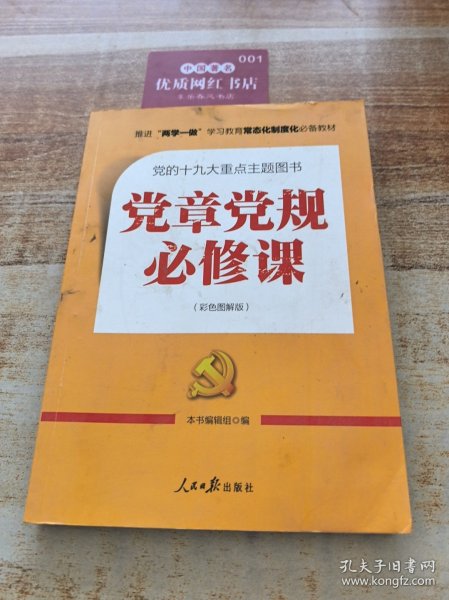 001
中国著名
优质网红书店
推进“两学一做”学习教育常态化制度化必备教材
党的十九大重点主题图书
党章党规
必修课
（彩色图解版）
本书编辑组◎编
人民日报出版社
孔夫子旧书网
www.kongfz.com